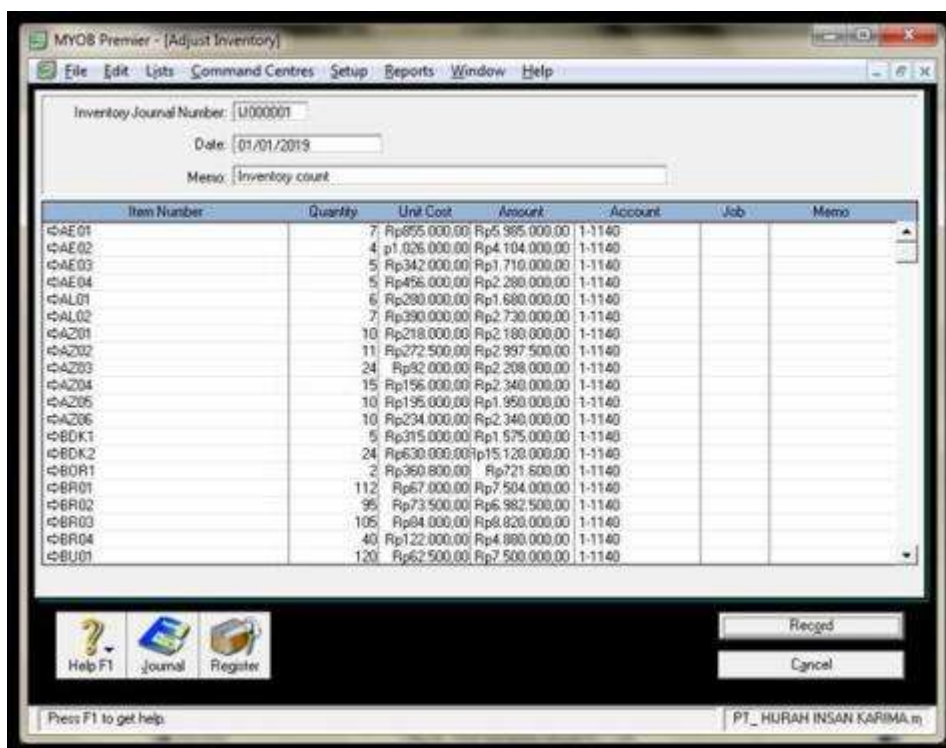 MYOB Premier - [Adjust Inventory]
File Edit Lists Command Centres Setup Reports Window Help
Inventory Journal Number: IJ000001
Date: 01/01/2019
Memo: Inventory count
Item Number Quantity Unit Cost Amount Account Job Memo
AE01 7 Rp855.000,00 Rp5.985.000,00 1-1140
AE02 4 p1.026.000,00 Rp4.104.000,00 1-1140
AE03 5 Rp342.000,00 Rp1.710.000,00 1-1140
AE04 5 Rp456.000,00 Rp2.280.000,00 1-1140
AL01 6 Rp280.000,00 Rp1.680.000,00 1-1140
AL02 7 Rp390.000,00 Rp2.730.000,00 1-1140
AZ01 10 Rp218.000,00 Rp2.180.000,00 1-1140
AZ02 11 Rp272.500,00 Rp2.997.500,00 1-1140
AZ03 24 Rp92.000,00 Rp2.208.000,00 1-1140
AZ04 15 Rp156.000,00 Rp2.340.000,00 1-1140
AZ05 10 Rp195.000,00 Rp1.950.000,00 1-1140
AZ06 10 Rp234.000,00 Rp2.340.000,00 1-1140
BDK1 5 Rp315.000,00 Rp1.575.000,00 1-1140
BDK2 24 Rp630.000,00 Rp15.120.000,00 1-1140
BOR1 2 Rp360.800,00 Rp721.600,00 1-1140
BR01 112 Rp67.000,00 Rp7.504.000,00 1-1140
BR02 95 Rp73.500,00 Rp6.982.500,00 1-1140
BR03 105 Rp84.000,00 Rp8.820.000,00 1-1140
BR04 40 Rp122.000,00 Rp4.880.000,00 1-1140
BU01 120 Rp62.500,00 Rp7.500.000,00 1-1140
Help F1 Journal Register
Record
Cancel
Press F1 to get help.
PT_ HIJRAH INSAN KARIMA.m